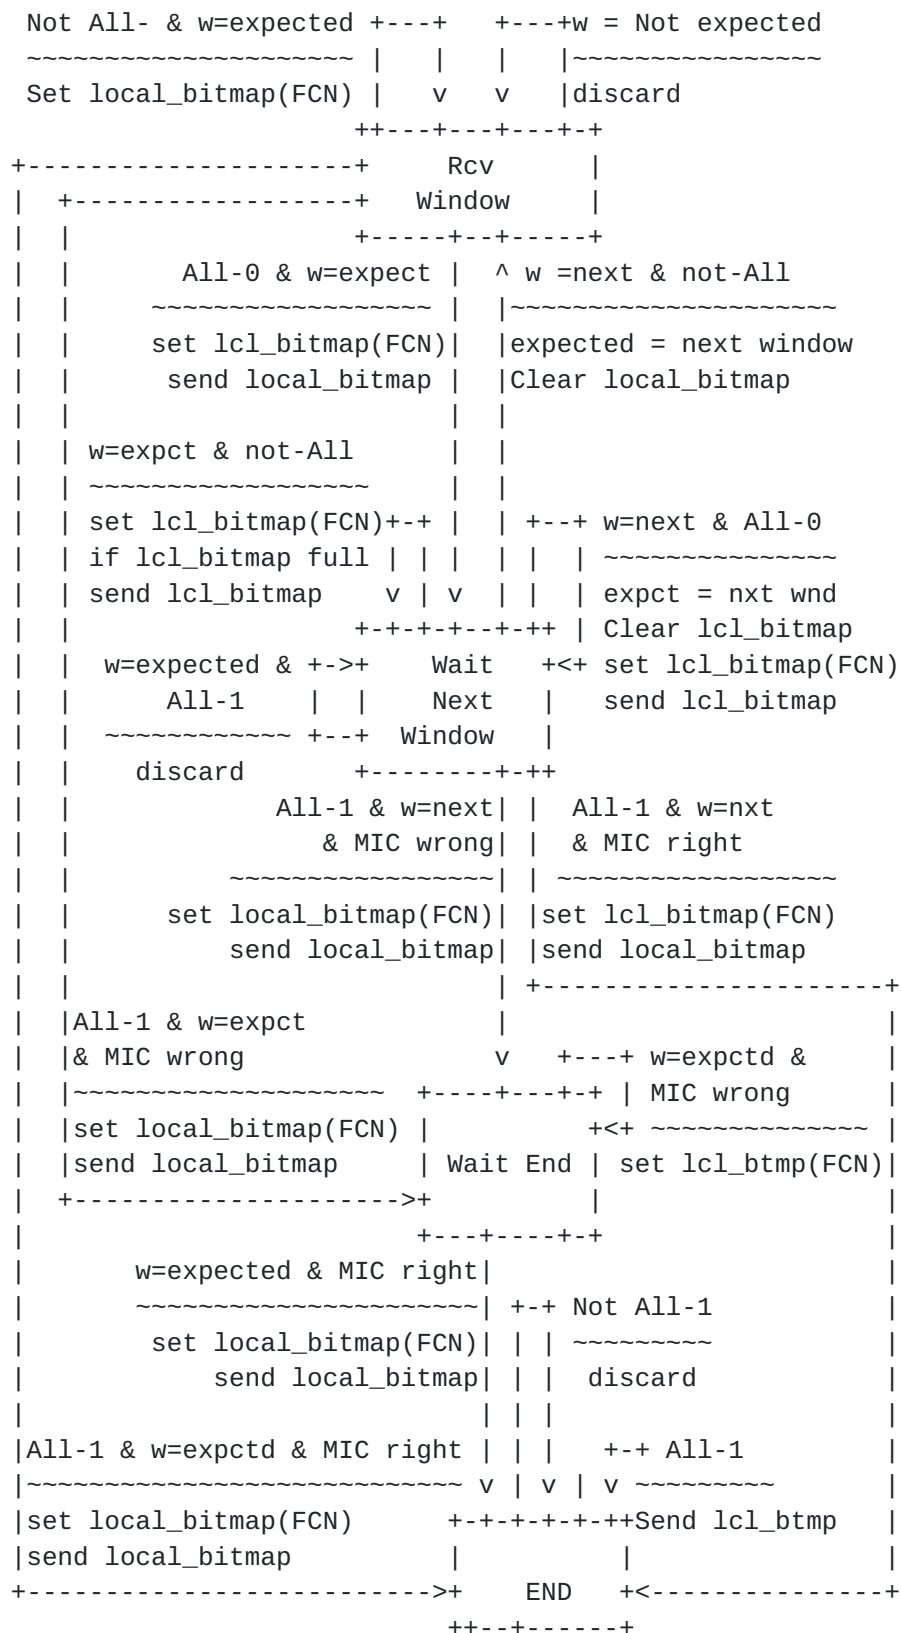 Not All- & w=expected +---+   +---+w = Not expected
 ~~~~~~~~~~~~~~~~~~~~~ |   |   |   |~~~~~~~~~~~~~~~~
 Set local_bitmap(FCN) |   v   v   |discard
                      ++---+---+---+-+
+---------------------+     Rcv      |
|  +------------------+   Window     |
|  |                  +-----+--+-----+
|  |       All-0 & w=expect |  ^ w =next & not-All
|  |     ~~~~~~~~~~~~~~~~~~ |  |~~~~~~~~~~~~~~~~~~~~~
|  |     set lcl_bitmap(FCN)|  |expected = next window
|  |      send local_bitmap |  |Clear local_bitmap
|  |                        |  |
|  | w=expct & not-All      |  |
|  | ~~~~~~~~~~~~~~~~~~     |  |
|  | set lcl_bitmap(FCN)+-+ |  | +--+ w=next & All-0
|  | if lcl_bitmap full | | |  | |  | ~~~~~~~~~~~~~~~
|  | send lcl_bitmap    v | v  | |  | expct = nxt wnd
|  |                  +-+-+-+--+-++ | Clear lcl_bitmap
|  |  w=expected & +->+    Wait   +<+ set lcl_bitmap(FCN)
|  |      All-1    |  |    Next   |   send lcl_bitmap
|  |  ~~~~~~~~~~~~ +--+  Window   |
|  |    discard       +--------+-++
|  |             All-1 & w=next| |  All-1 & w=nxt
|  |                & MIC wrong| |  & MIC right
|  |          ~~~~~~~~~~~~~~~~~| | ~~~~~~~~~~~~~~~~~~
|  |      set local_bitmap(FCN)| |set lcl_bitmap(FCN)
|  |          send local_bitmap| |send local_bitmap
|  |                           | +----------------------+
|  |All-1 & w=expct            |                        |
|  |& MIC wrong                v   +---+ w=expctd &     |
|  |~~~~~~~~~~~~~~~~~~~~  +----+---+-+ | MIC wrong      |
|  |set local_bitmap(FCN) |          +<+ ~~~~~~~~~~~~~~ |
|  |send local_bitmap     | Wait End | set lcl_btmp(FCN)|
|  +--------------------->+          |                  |
|                         +---+----+-+                  |
|       w=expected & MIC right|                         |
|       ~~~~~~~~~~~~~~~~~~~~~~| +-+ Not All-1           |
|        set local_bitmap(FCN)| | | ~~~~~~~~~           |
|            send local_bitmap| | |  discard            |
|                             | | |                     |
|All-1 & w=expctd & MIC right | | |   +-+ All-1         |
|~~~~~~~~~~~~~~~~~~~~~~~~~~~~ v | v | v ~~~~~~~~~       |
|set local_bitmap(FCN)      +-+-+-+-+-++Send lcl_btmp   |
|send local_bitmap          |          |                |
+-------------------------->+    END   +<---------------+
                            ++--+------+